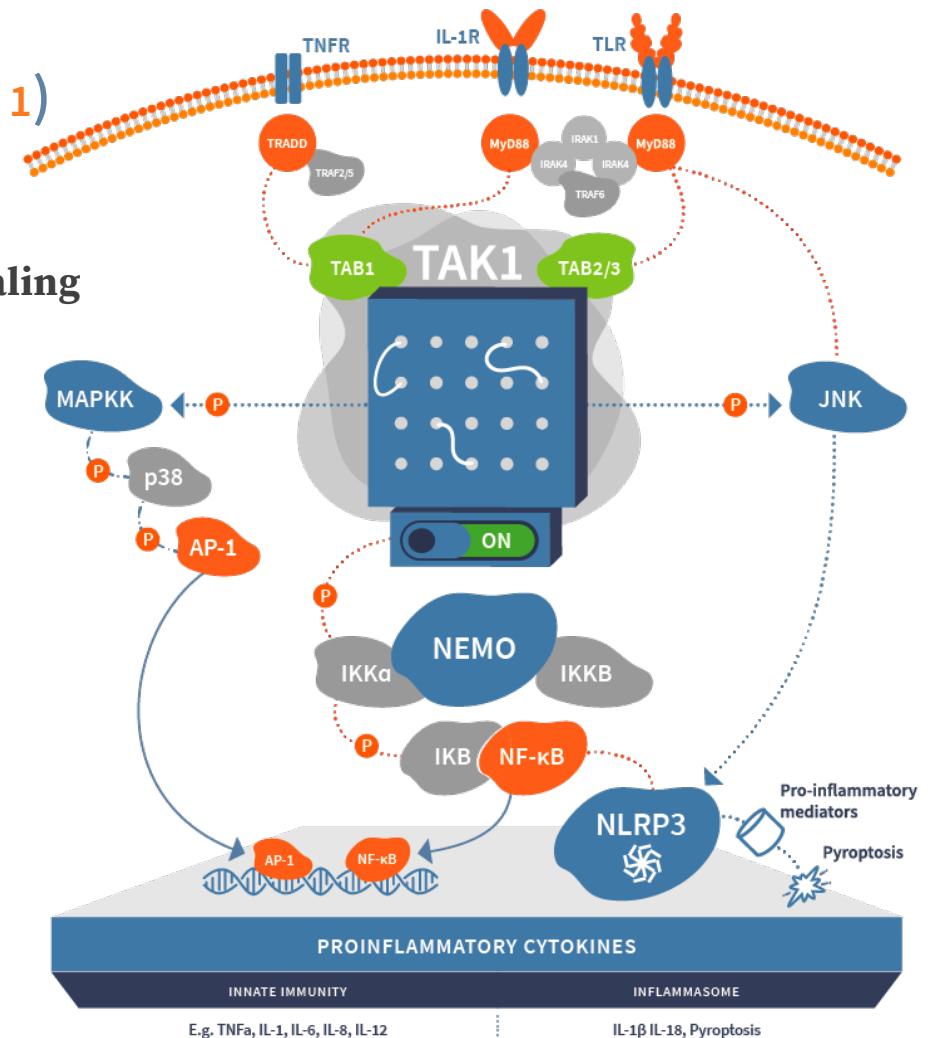 TNFR
IL-1R
TLR
1)
TRADD
TRAF2/5
MyD88
IRAK1
IRAK4
IRAK4
TRAF6
MyD88
TAB1
TAK1
TAB2/3
aling
MAPKK
P
P
JNK
P
p38
P
AP-1
ON
P
NEMO
IKKα
IKKB
P
IKB
NF-κB
Pro-inflammatory
mediators
NLRP3
Pyroptosis
AP-1
NF-κB
PROINFLAMMATORY CYTOKINES
INNATE IMMUNITY
INFLAMMASOME
E.g. TNFa, IL-1, IL-6, IL-8, IL-12
IL-1β IL-18, Pyroptosis